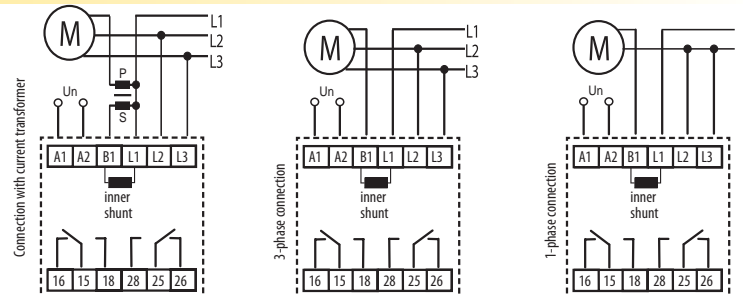 Connection with current transformer
M
L1
L2
L3
P
S
Un
A1 A2 B1 L1 L2 L3
inner
shunt
16 15 18 28 25 26
3-phase connection
M
L1
L2
L3
Un
A1 A2 B1 L1 L2 L3
inner
shunt
16 15 18 28 25 26
1-phase connection
M
Un
A1 A2 B1 L1 L2 L3
inner
shunt
16 15 18 28 25 26